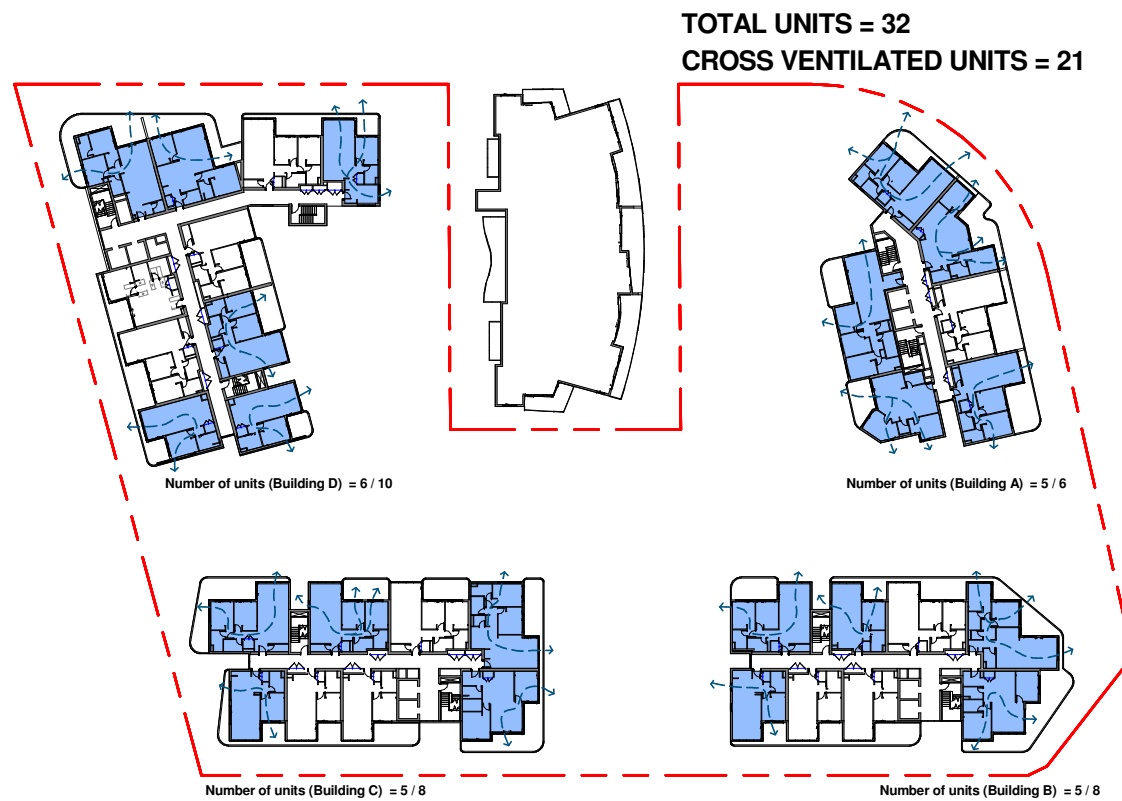 TOTAL UNITS = 32
CROSS VENTILATED UNITS = 21
Number of units (Building D) = 6 / 10
Number of units (Building A) = 5 / 6
Number of units (Building C) = 5 / 8
Number of units (Building B) = 5 / 8